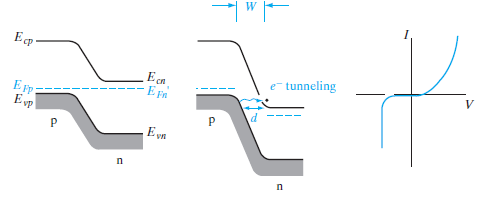 W
E_cp
E_cn
E_Fp
E_Fn'
E_vp
p
E_vn
n
e⁻ tunneling
d
p
n
I
V